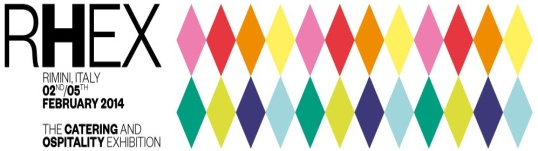 RHEX
RIMINI, ITALY
02ND/05TH
FEBRUARY 2014
THE CATERING AND
OSPITALITY EXHIBITION